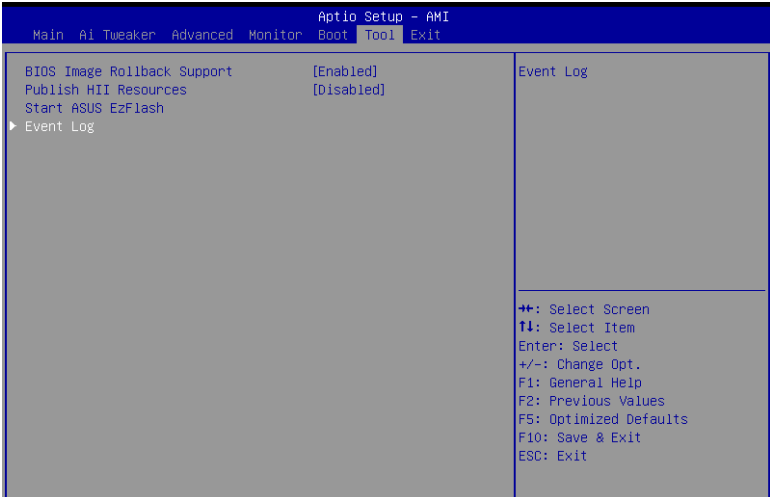 Aptio Setup – AMI
Main Ai Tweaker Advanced Monitor Boot Tool Exit
BIOS Image Rollback Support [Enabled]
Publish HII Resources [Disabled]
Start ASUS EzFlash
Event Log
Event Log
→←: Select Screen
↑↓: Select Item
Enter: Select
+/-: Change Opt.
F1: General Help
F2: Previous Values
F5: Optimized Defaults
F10: Save & Exit
ESC: Exit